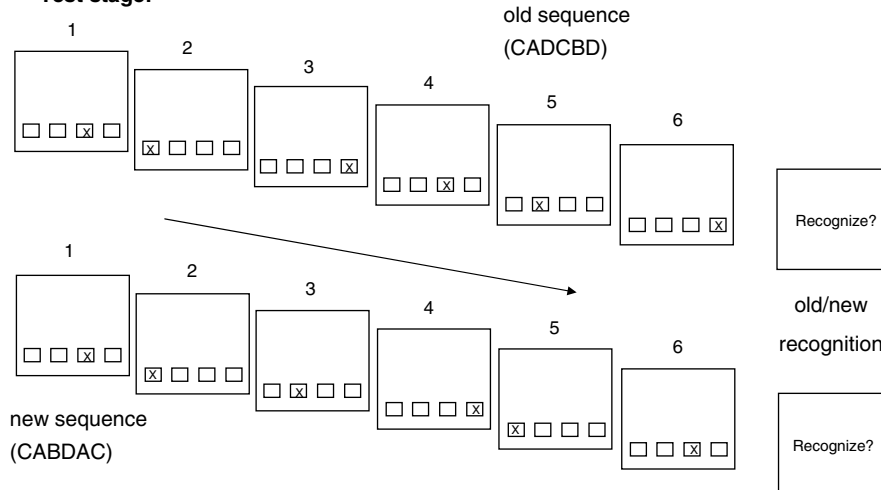 Test stage:
old sequence
(CADCBD)
1
2
3
4
5
6
x
x
x
x
x
x
Recognize?
old/new
recognition
1
2
3
4
5
6
x
x
x
x
x
x
new sequence
(CABDAC)
Recognize?